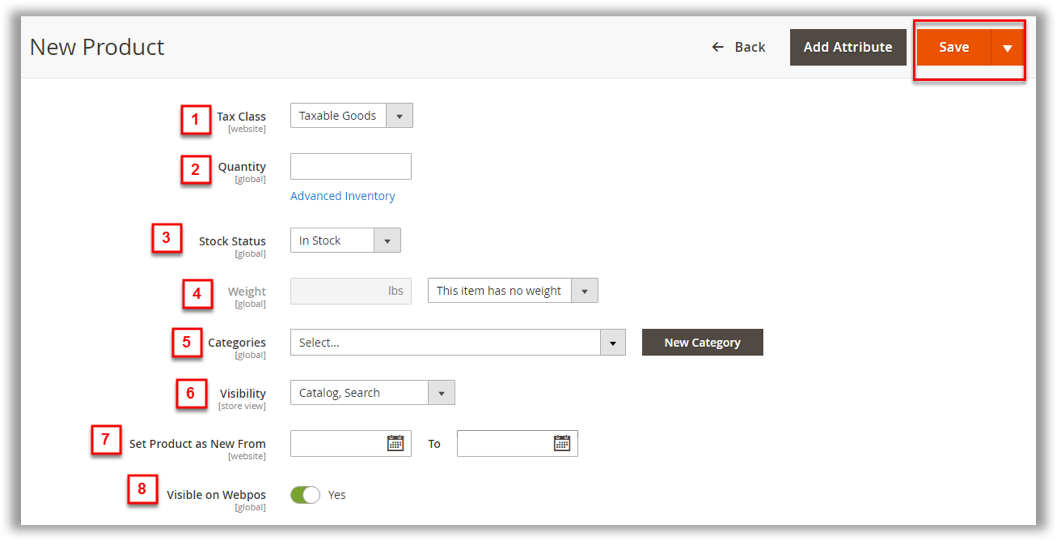 New Product
Back
Add Attribute
Save
1
Tax Class
[website]
Taxable Goods
2
Quantity
[global]
Advanced Inventory
3
Stock Status
[global]
In Stock
4
Weight
[global]
lbs
This item has no weight
5
Categories
[global]
Select...
New Category
6
Visibility
[store view]
Catalog, Search
7
Set Product as New From
[website]
To
8
Visible on Webpos
[global]
Yes